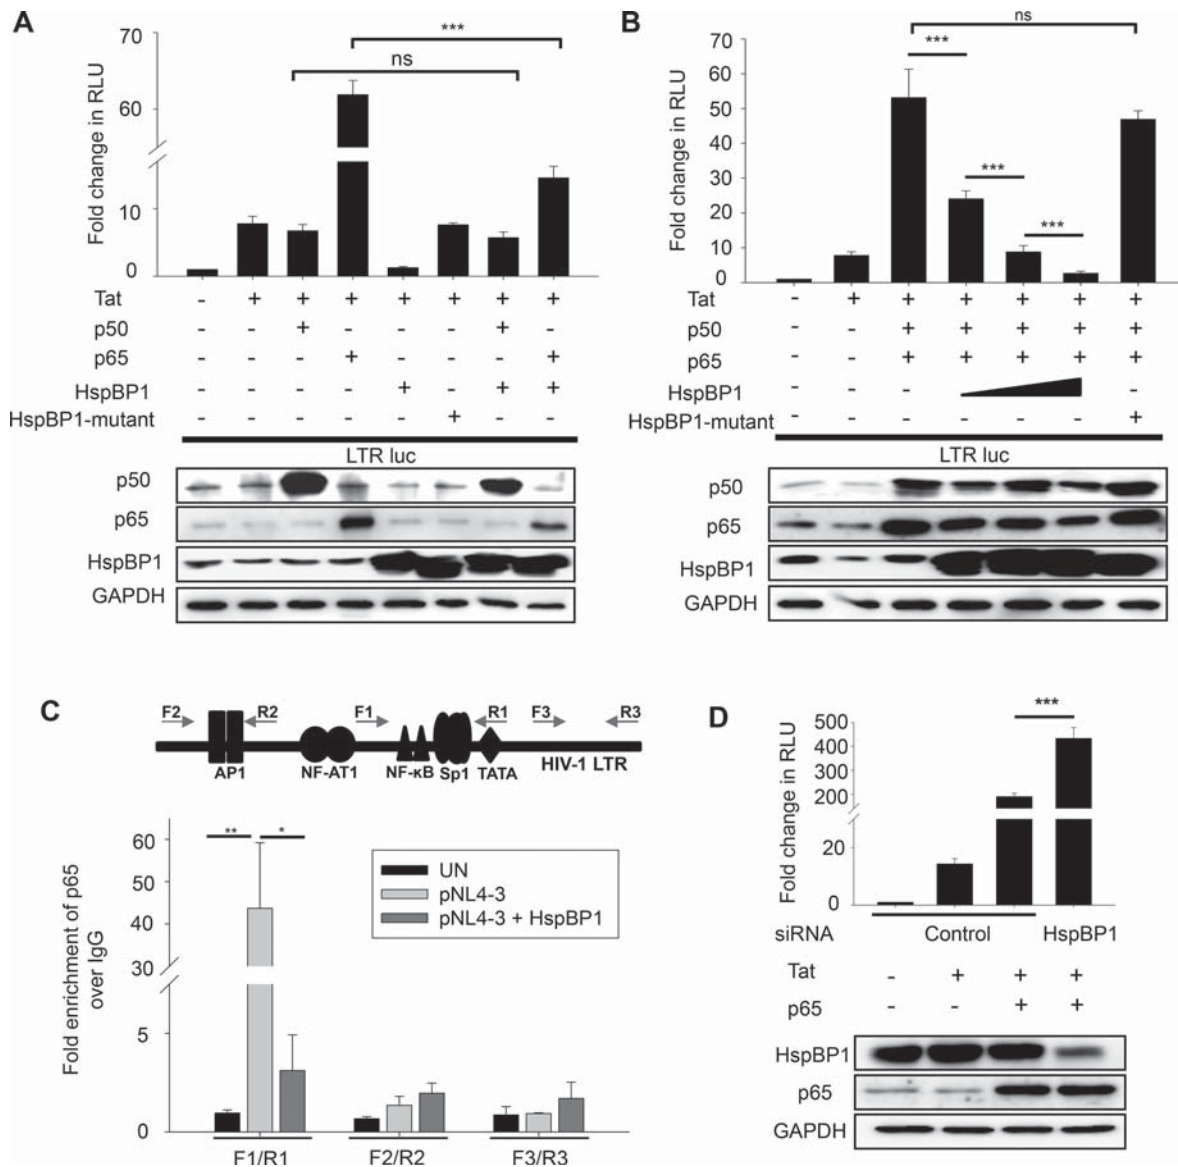 A
Fold change in RLU
70
60
10
0
***
ns
Tat - + + + + + + +
p50 - - + - - - + -
p65 - - - + - - - +
HspBP1 - - - - + - + +
HspBP1-mutant - - - - - + - -
LTR luc
p50
p65
HspBP1
GAPDH
B
Fold change in RLU
70
60
50
40
30
20
10
0
ns
***
***
***
Tat - + + + + + +
p50 - - + + + + +
p65 - - + + + + +
HspBP1 - - - -
HspBP1-mutant - - - - - - +
LTR luc
p50
p65
HspBP1
GAPDH
C
F2 R2 F1 R1 F3 R3
AP1 NF-AT1 NF-κB Sp1 TATA HIV-1 LTR
Fold enrichment of p65
over IgG
60
50
40
30
5
0
** *
UN
pNL4-3
pNL4-3 + HspBP1
F1/R1 F2/R2 F3/R3
D
Fold change in RLU
500
400
300
200
20
0
***
siRNA Control HspBP1
Tat - + + +
p65 - - + +
HspBP1
p65
GAPDH